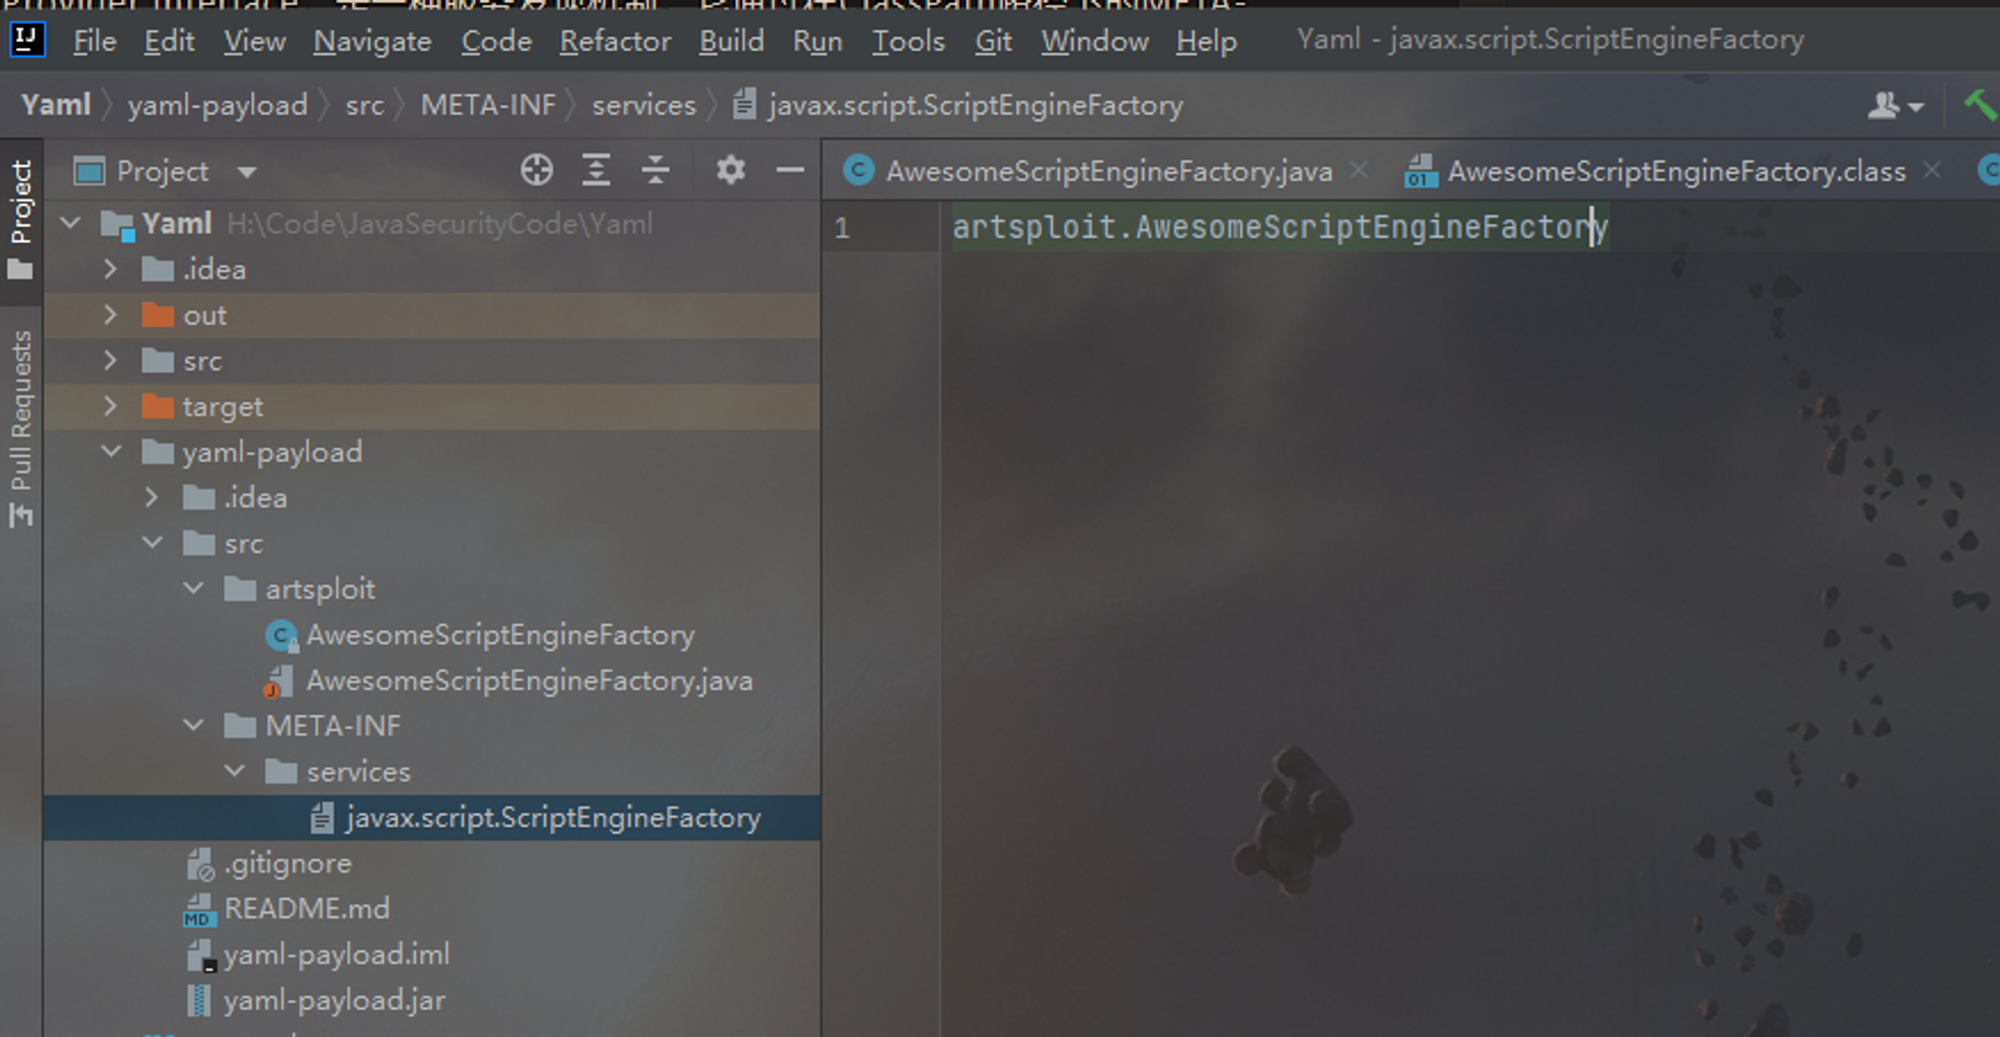 File Edit View Navigate Code Refactor Build Run Tools Git Window Help Yaml - javax.script.ScriptEngineFactory
Yaml yaml-payload src META-INF services javax.script.ScriptEngineFactory
Project
Pull Requests
Project
AwesomeScriptEngineFactory.java
AwesomeScriptEngineFactory.class
Yaml H:\Code\JavaSecurityCode\Yaml
.idea
out
src
target
yaml-payload
.idea
src
artsploit
AwesomeScriptEngineFactory
AwesomeScriptEngineFactory.java
META-INF
services
javax.script.ScriptEngineFactory
.gitignore
README.md
yaml-payload.iml
yaml-payload.jar
1 artsploit.AwesomeScriptEngineFactory